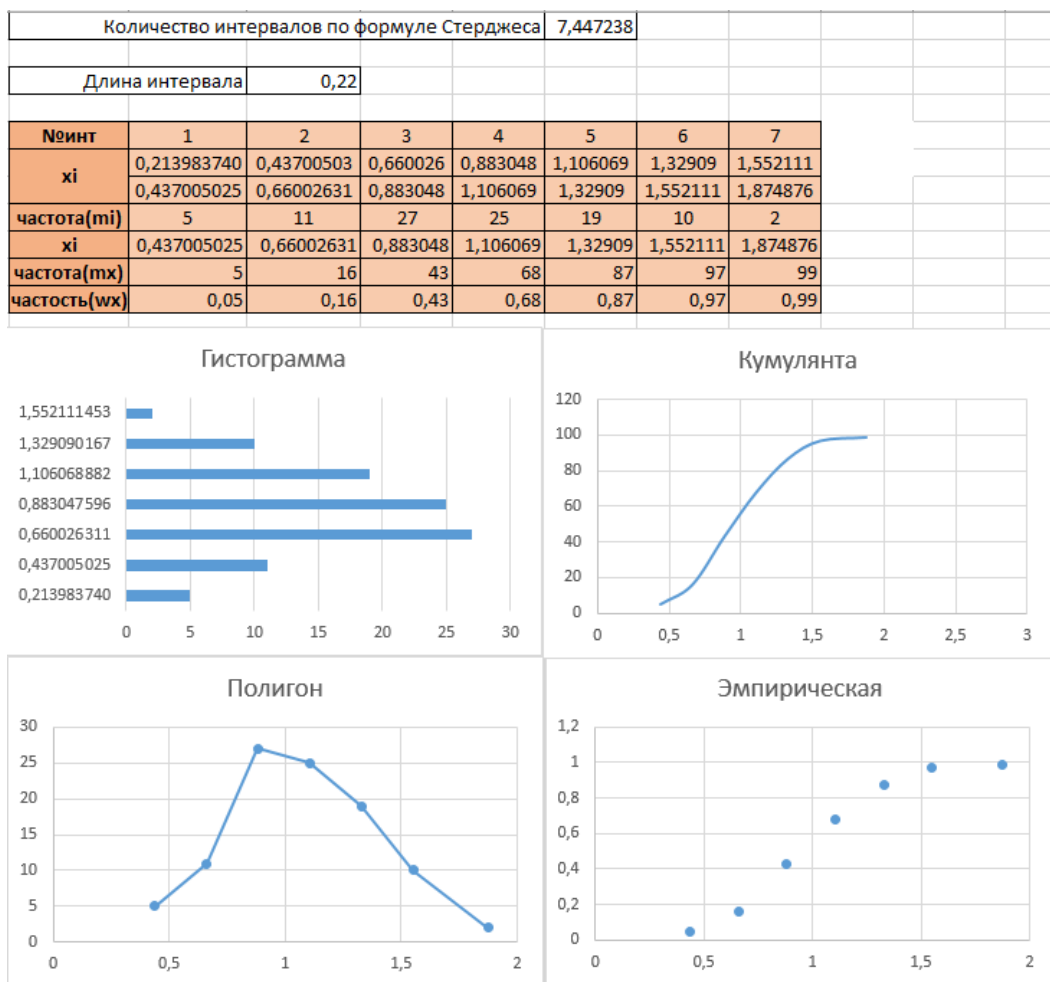 Количество интервалов по формуле Стерджеса 7,447238
Длина интервала 0,22
№инт 1 2 3 4 5 6 7
xi 0,213983740 0,43700503 0,660026 0,883048 1,106069 1,32909 1,552111
0,437005025 0,66002631 0,883048 1,106069 1,32909 1,552111 1,874876
частота(mi) 5 11 27 25 19 10 2
xi 0,437005025 0,66002631 0,883048 1,106069 1,32909 1,552111 1,874876
частота(mx) 5 16 43 68 87 97 99
частость(wx) 0,05 0,16 0,43 0,68 0,87 0,97 0,99
Гистограмма
1,552111453
1,329090167
1,106068882
0,883047596
0,660026311
0,437005025
0,213983740
0 5 10 15 20 25 30
Кумулянта
120
100
80
60
40
20
0
0 0,5 1 1,5 2 2,5 3
Полигон
30
25
20
15
10
5
0
0 0,5 1 1,5 2
Эмпирическая
1,2
1
0,8
0,6
0,4
0,2
0
0 0,5 1 1,5 2